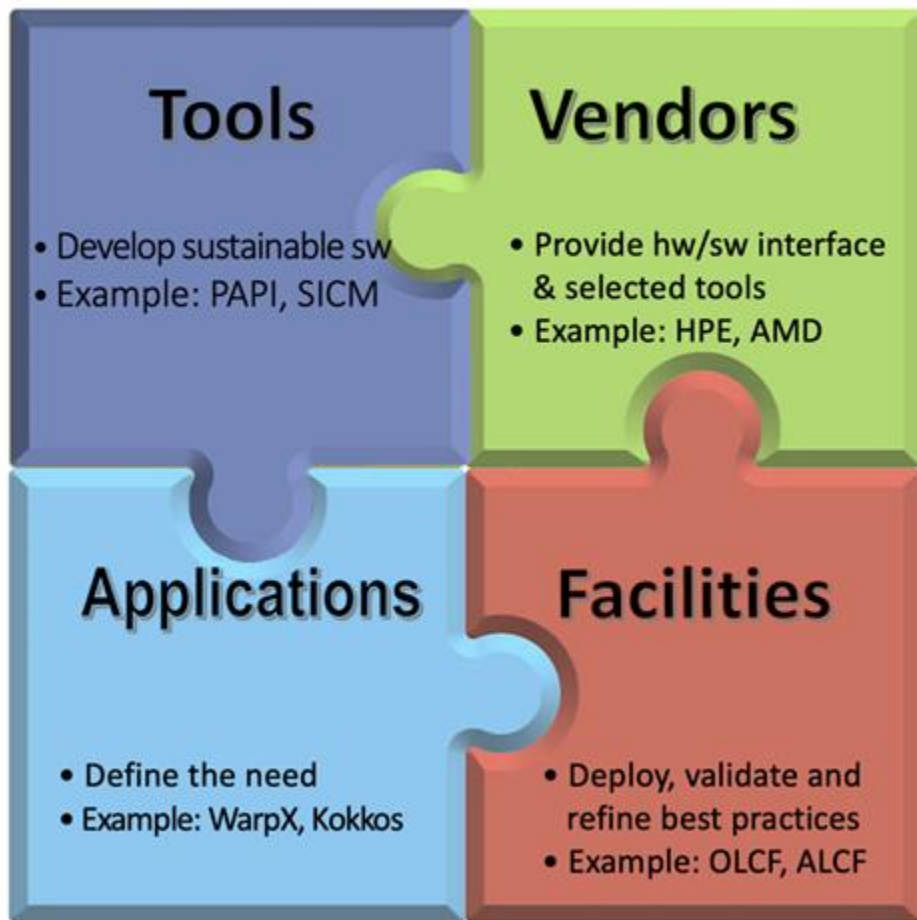 Tools
• Develop sustainable sw
• Example: PAPI, SICM
Vendors
• Provide hw/sw interface
& selected tools
• Example: HPE, AMD
Applications
• Define the need
• Example: WarpX, Kokkos
Facilities
• Deploy, validate and
refine best practices
• Example: OLCF, ALCF